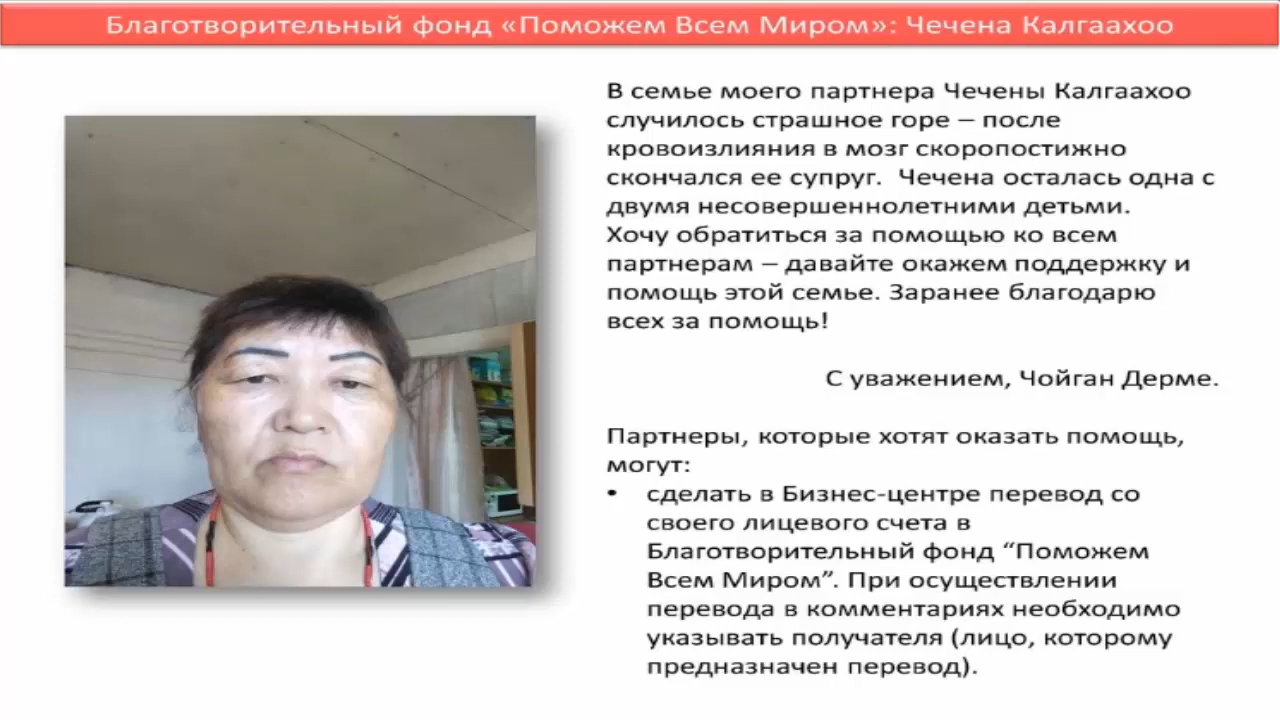 Благотворительный фонд «Поможем Всем Миром»: Чечена Калгаахоо
В семье моего партнера Чечены Калгаахоо
случилось страшное горе – после
кровоизлияния в мозг скоропостижно
скончался ее супруг.  Чечена осталась одна с
двумя несовершеннолетними детьми.
Хочу обратиться за помощью ко всем
партнерам – давайте окажем поддержку и
помощь этой семье. Заранее благодарю
всех за помощь!
С уважением, Чойган Дерме.
Партнеры, которые хотят оказать помощь,
могут:
• сделать в Бизнес-центре перевод со
своего лицевого счета в
Благотворительный фонд “Поможем
Всем Миром”. При осуществлении
перевода в комментариях необходимо
указывать получателя (лицо, которому
предназначен перевод).